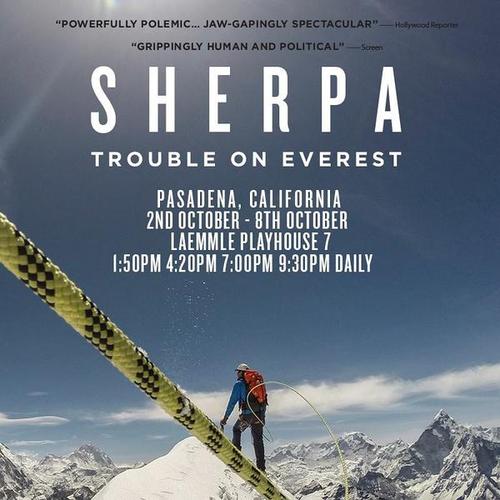 “POWERFULLY POLEMIC... JAW-GAPINGLY SPECTACULAR” — Hollywood Reporter
“GRIPPINGLY HUMAN AND POLITICAL” — Screen
SHERPA
TROUBLE ON EVEREST
PASADENA, CALIFORNIA
2ND OCTOBER - 8TH OCTOBER
LAEMMLE PLAYHOUSE 7
1:50PM 4:20PM 7:00PM 9:30PM DAILY